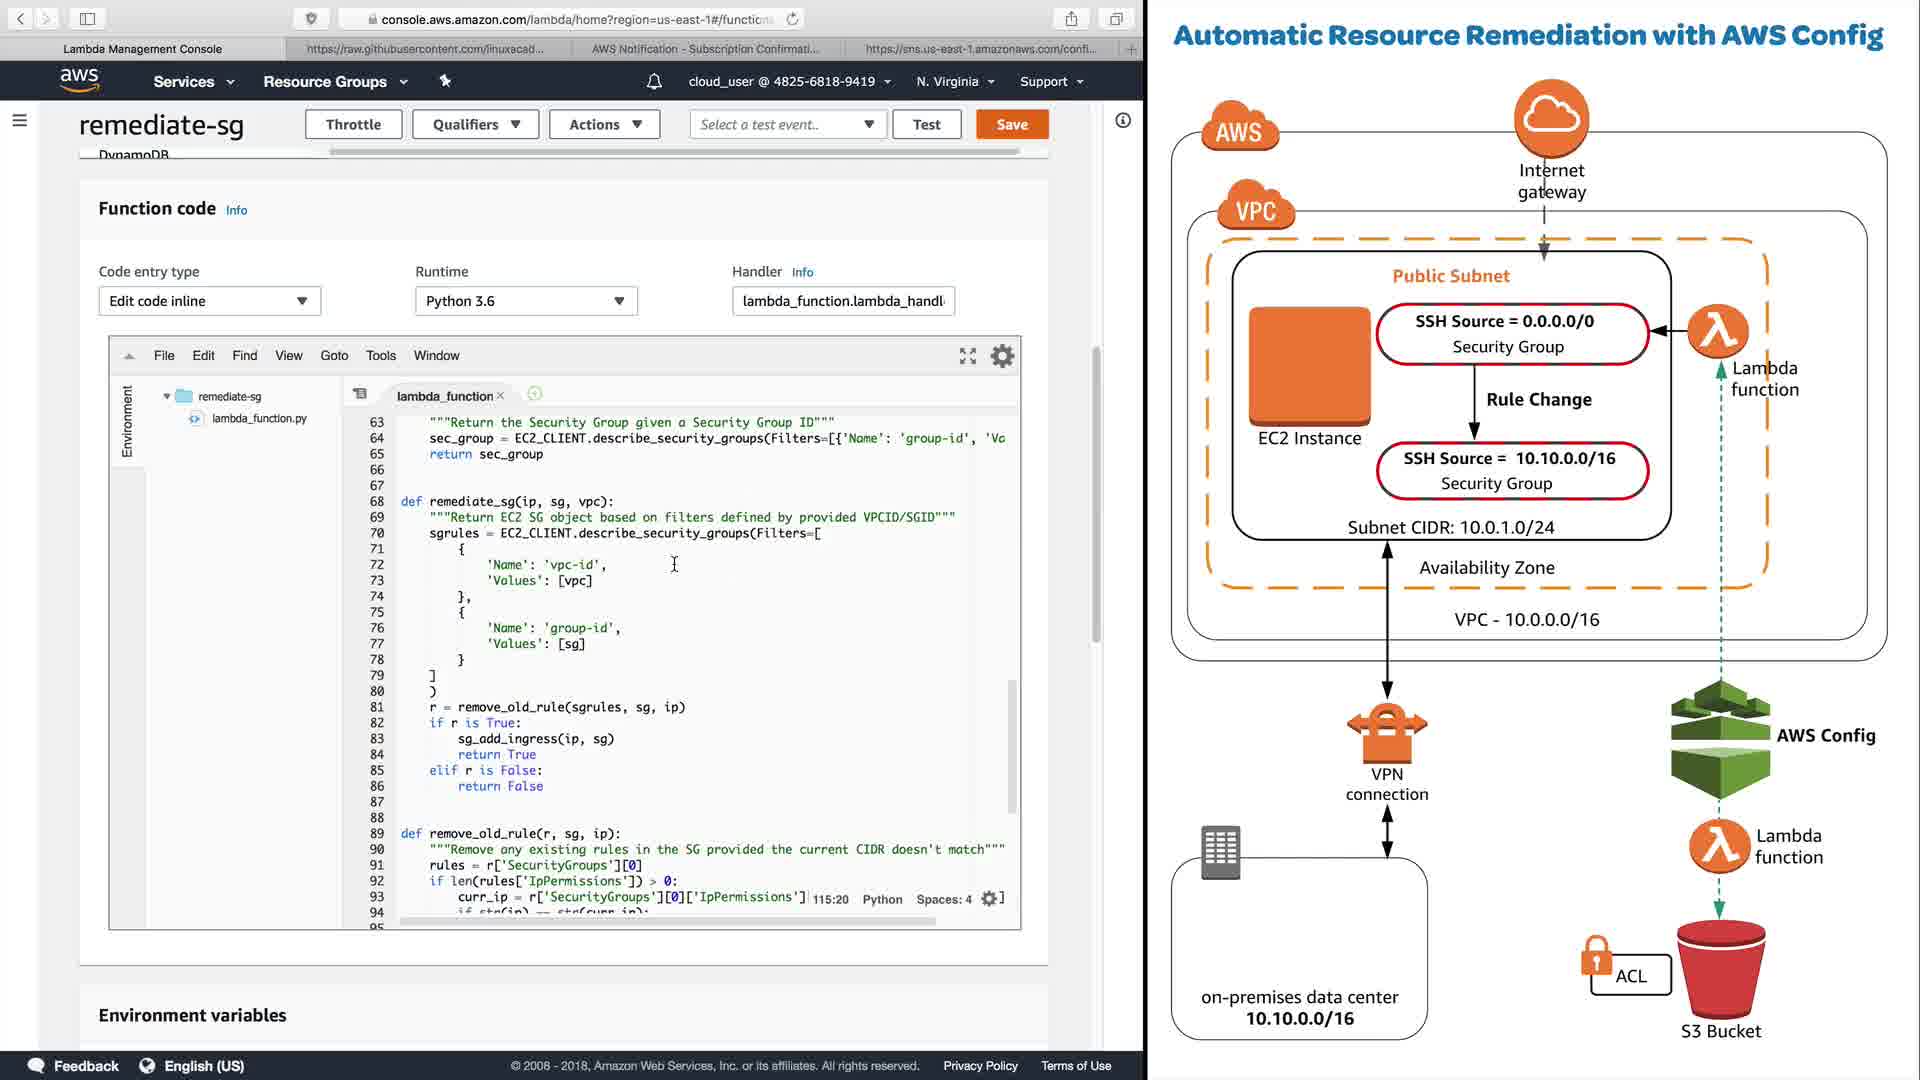 console.aws.amazon.com/lambda/home?region=us-east-1#/function
Lambda Management Console
https://raw.githubusercontent.com/linuxacad...
AWS Notification - Subscription Confirmati...
https://sns.us-east-1.amazonaws.com/confi...
aws
Services
Resource Groups
cloud_user @ 4825-6818-9419
N. Virginia
Support
remediate-sg
Throttle
Qualifiers
Actions
Select a test event..
Test
Save
DynamoDB
Function code Info
Code entry type
Runtime
Handler Info
Edit code inline
Python 3.6
lambda_function.lambda_handl
File Edit Find View Goto Tools Window
Environment
remediate-sg
lambda_function.py
lambda_function
63 """Return the Security Group given a Security Group ID"""
64 sec_group = EC2_CLIENT.describe_security_groups(Filters=[{'Name': 'group-id', 'Va
65 return sec_group
66
67
68 def remediate_sg(ip, sg, vpc):
69 """Return EC2 SG object based on filters defined by provided VPCID/SGID"""
70 sgrules = EC2_CLIENT.describe_security_groups(Filters=[
71 {
72 'Name': 'vpc-id',
73 'Values': [vpc]
74 },
75 {
76 'Name': 'group-id',
77 'Values': [sg]
78 }
79 ]
80 )
81 r = remove_old_rule(sgrules, sg, ip)
82 if r is True:
83 sg_add_ingress(ip, sg)
84 return True
85 elif r is False:
86 return False
87
88
89 def remove_old_rule(r, sg, ip):
90 """Remove any existing rules in the SG provided the current CIDR doesn't match"""
91 rules = r['SecurityGroups'][0]
92 if len(rules['IpPermissions']) > 0:
93 curr_ip = r['SecurityGroups'][0]['IpPermissions']
94 if str(ip) == str(curr_ip):
95
115:20 Python Spaces: 4
Environment variables
Feedback
English (US)
© 2008 - 2018, Amazon Web Services, Inc. or its affiliates. All rights reserved.
Privacy Policy
Terms of Use
Automatic Resource Remediation with AWS Config
AWS
Internet
gateway
VPC
Public Subnet
SSH Source = 0.0.0.0/0
Security Group
Lambda
function
Rule Change
EC2 Instance
SSH Source = 10.10.0.0/16
Security Group
Subnet CIDR: 10.0.1.0/24
Availability Zone
VPC - 10.0.0.0/16
AWS Config
VPN
connection
Lambda
function
on-premises data center
10.10.0.0/16
ACL
S3 Bucket